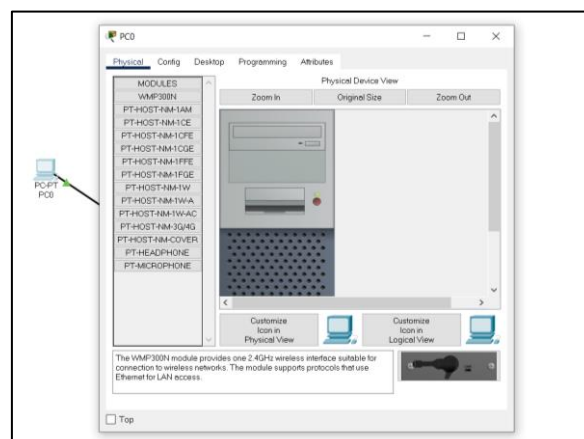 PC0
Physical Config Desktop Programming Attributes
MODULES
WMP300N
PT-HOST-NM-1AM
PT-HOST-NM-1CE
PT-HOST-NM-1CFE
PT-HOST-NM-1CGE
PT-HOST-NM-1FFE
PT-HOST-NM-1FGE
PT-HOST-NM-1W
PT-HOST-NM-1W-A
PT-HOST-NM-1W-AC
PT-HOST-NM-3G/4G
PT-HOST-NM-COVER
PT-HEADPHONE
PT-MICROPHONE
Physical Device View
Zoom In Original Size Zoom Out
PC-PT
PC0
Customize
Icon in
Physical View
Customize
Icon in
Logical View
The WMP300N module provides one 2.4GHz wireless interface suitable for
connection to wireless networks. The module supports protocols that use
Ethernet for LAN access.
Top